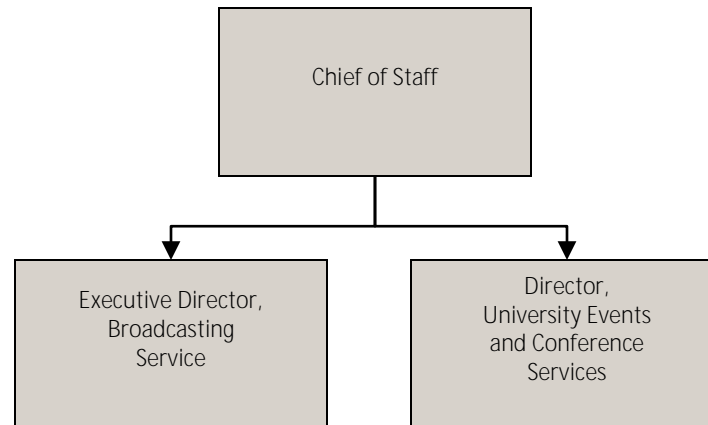 Chief of Staff
Executive Director,
Broadcasting
Service
Director,
University Events
and Conference
Services